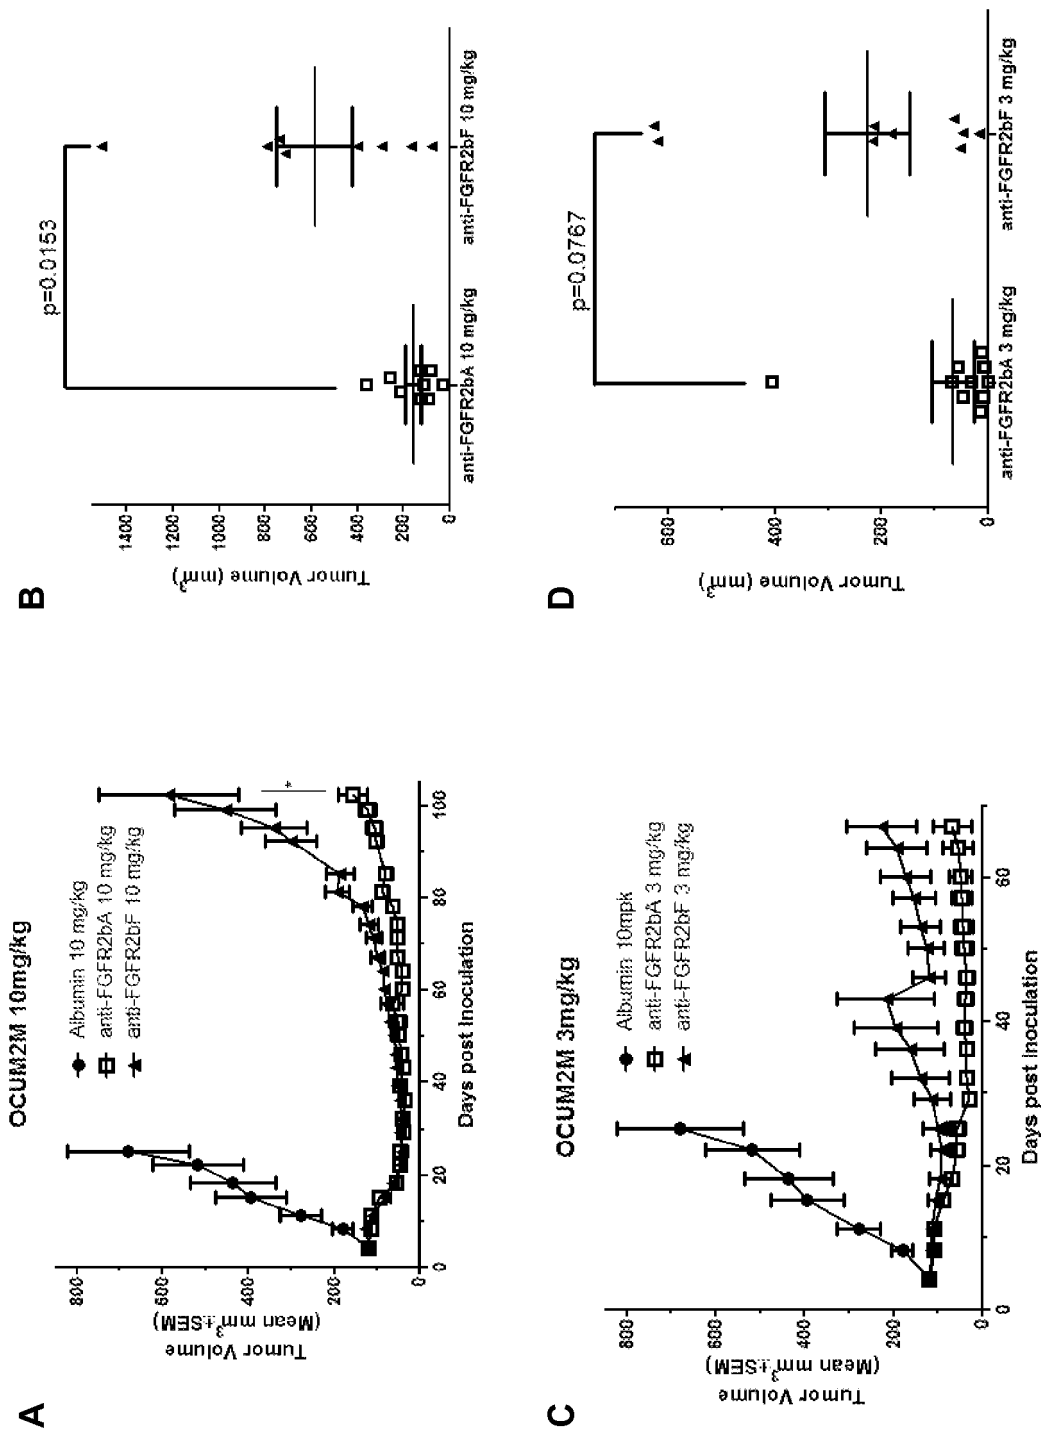 A
OCUM2M 10mg/kg
Albumin 10 mg/kg
anti-FGFR2bA 10 mg/kg
anti-FGFR2bF 10 mg/kg
*
Tumor Volume
(Mean mm³±SEM)
800
600
400
200
0
0
20
40
60
80
100
Days post Inoculation
B
p=0.0153
Tumor Volume (mm³)
1400
1200
1000
800
600
400
200
0
anti-FGFR2bA 10 mg/kg
anti-FGFR2bF 10 mg/kg
C
OCUM2M 3mg/kg
Albumin 10mpk
anti-FGFR2bA 3 mg/kg
anti-FGFR2bF 3 mg/kg
Tumor Volume
(Mean mm³±SEM)
800
600
400
200
0
0
20
40
60
Days post Inoculation
D
p=0.0767
Tumor Volume (mm³)
600
400
200
0
anti-FGFR2bA 3 mg/kg
anti-FGFR2bF 3 mg/kg